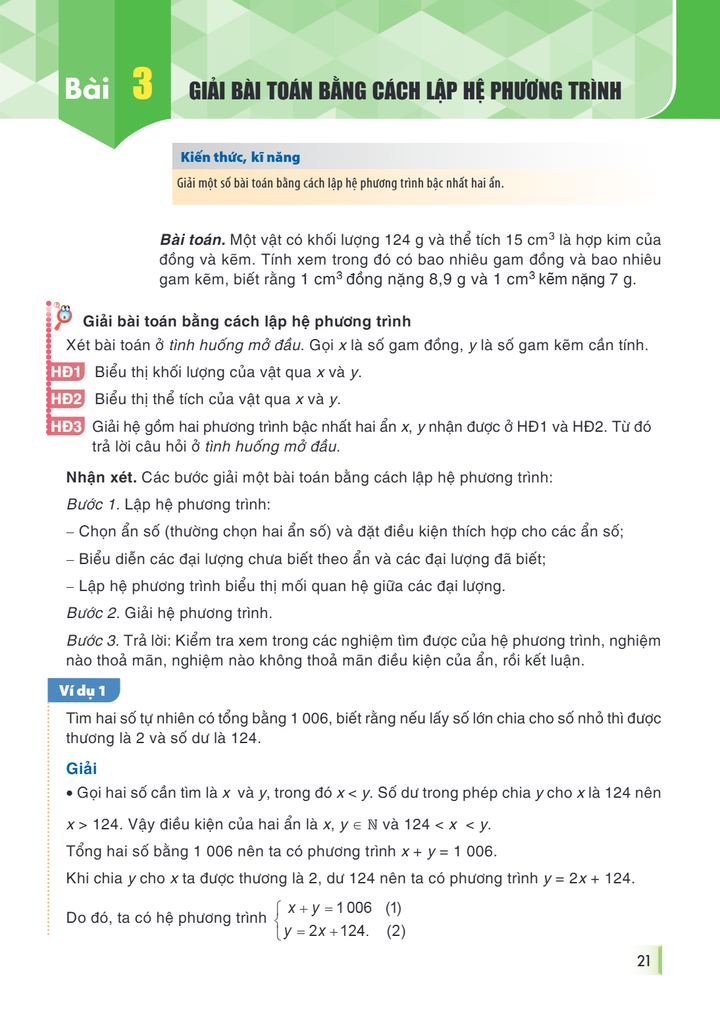 Bài 3 GIẢI BÀI TOÁN BẰNG CÁCH LẬP HỆ PHƯƠNG TRÌNH
Kiến thức, kĩ năng
Giải một số bài toán bằng cách lập hệ phương trình bậc nhất hai ẩn.
Bài toán. Một vật có khối lượng 124 g và thể tích 15 cm³ là hợp kim của
đồng và kẽm. Tính xem trong đó có bao nhiêu gam đồng và bao nhiêu
gam kẽm, biết rằng 1 cm³ đồng nặng 8,9 g và 1 cm³ kẽm nặng 7 g.
Giải bài toán bằng cách lập hệ phương trình
Xét bài toán ở tình huống mở đầu. Gọi x là số gam đồng, y là số gam kẽm cần tính.
HĐ1 Biểu thị khối lượng của vật qua x và y.
HĐ2 Biểu thị thể tích của vật qua x và y.
HĐ3 Giải hệ gồm hai phương trình bậc nhất hai ẩn x, y nhận được ở HĐ1 và HĐ2. Từ đó
trả lời câu hỏi ở tình huống mở đầu.
Nhận xét. Các bước giải một bài toán bằng cách lập hệ phương trình:
Bước 1. Lập hệ phương trình:
– Chọn ẩn số (thường chọn hai ẩn số) và đặt điều kiện thích hợp cho các ẩn số;
– Biểu diễn các đại lượng chưa biết theo ẩn và các đại lượng đã biết;
– Lập hệ phương trình biểu thị mối quan hệ giữa các đại lượng.
Bước 2. Giải hệ phương trình.
Bước 3. Trả lời: Kiểm tra xem trong các nghiệm tìm được của hệ phương trình, nghiệm
nào thoả mãn, nghiệm nào không thoả mãn điều kiện của ẩn, rồi kết luận.
Ví dụ 1
Tìm hai số tự nhiên có tổng bằng 1 006, biết rằng nếu lấy số lớn chia cho số nhỏ thì được
thương là 2 và số dư là 124.
Giải
• Gọi hai số cần tìm là x và y, trong đó x < y. Số dư trong phép chia y cho x là 124 nên
x > 124. Vậy điều kiện của hai ẩn là x, y ∈ ℕ và 124 < x < y.
Tổng hai số bằng 1 006 nên ta có phương trình x + y = 1 006.
Khi chia y cho x ta được thương là 2, dư 124 nên ta có phương trình y = 2x + 124.
Do đó, ta có hệ phương trình { x + y = 1 006 (1)
y = 2x + 124. (2)
21